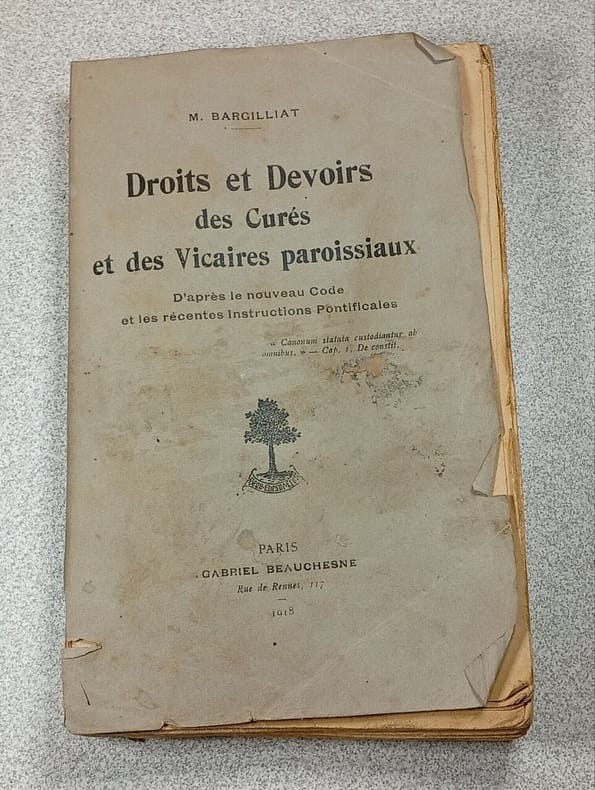 M. BARGILLIAT
Droits et Devoirs
des Curés
et des Vicaires paroissiaux
D'après le nouveau Code
et les récentes Instructions Pontificales
« Canonum statuta custodiantur ab
omnibus. » — Cap. 1, De constit.
PARIS
GABRIEL BEAUCHESNE
Rue de Rennes, 117
1918